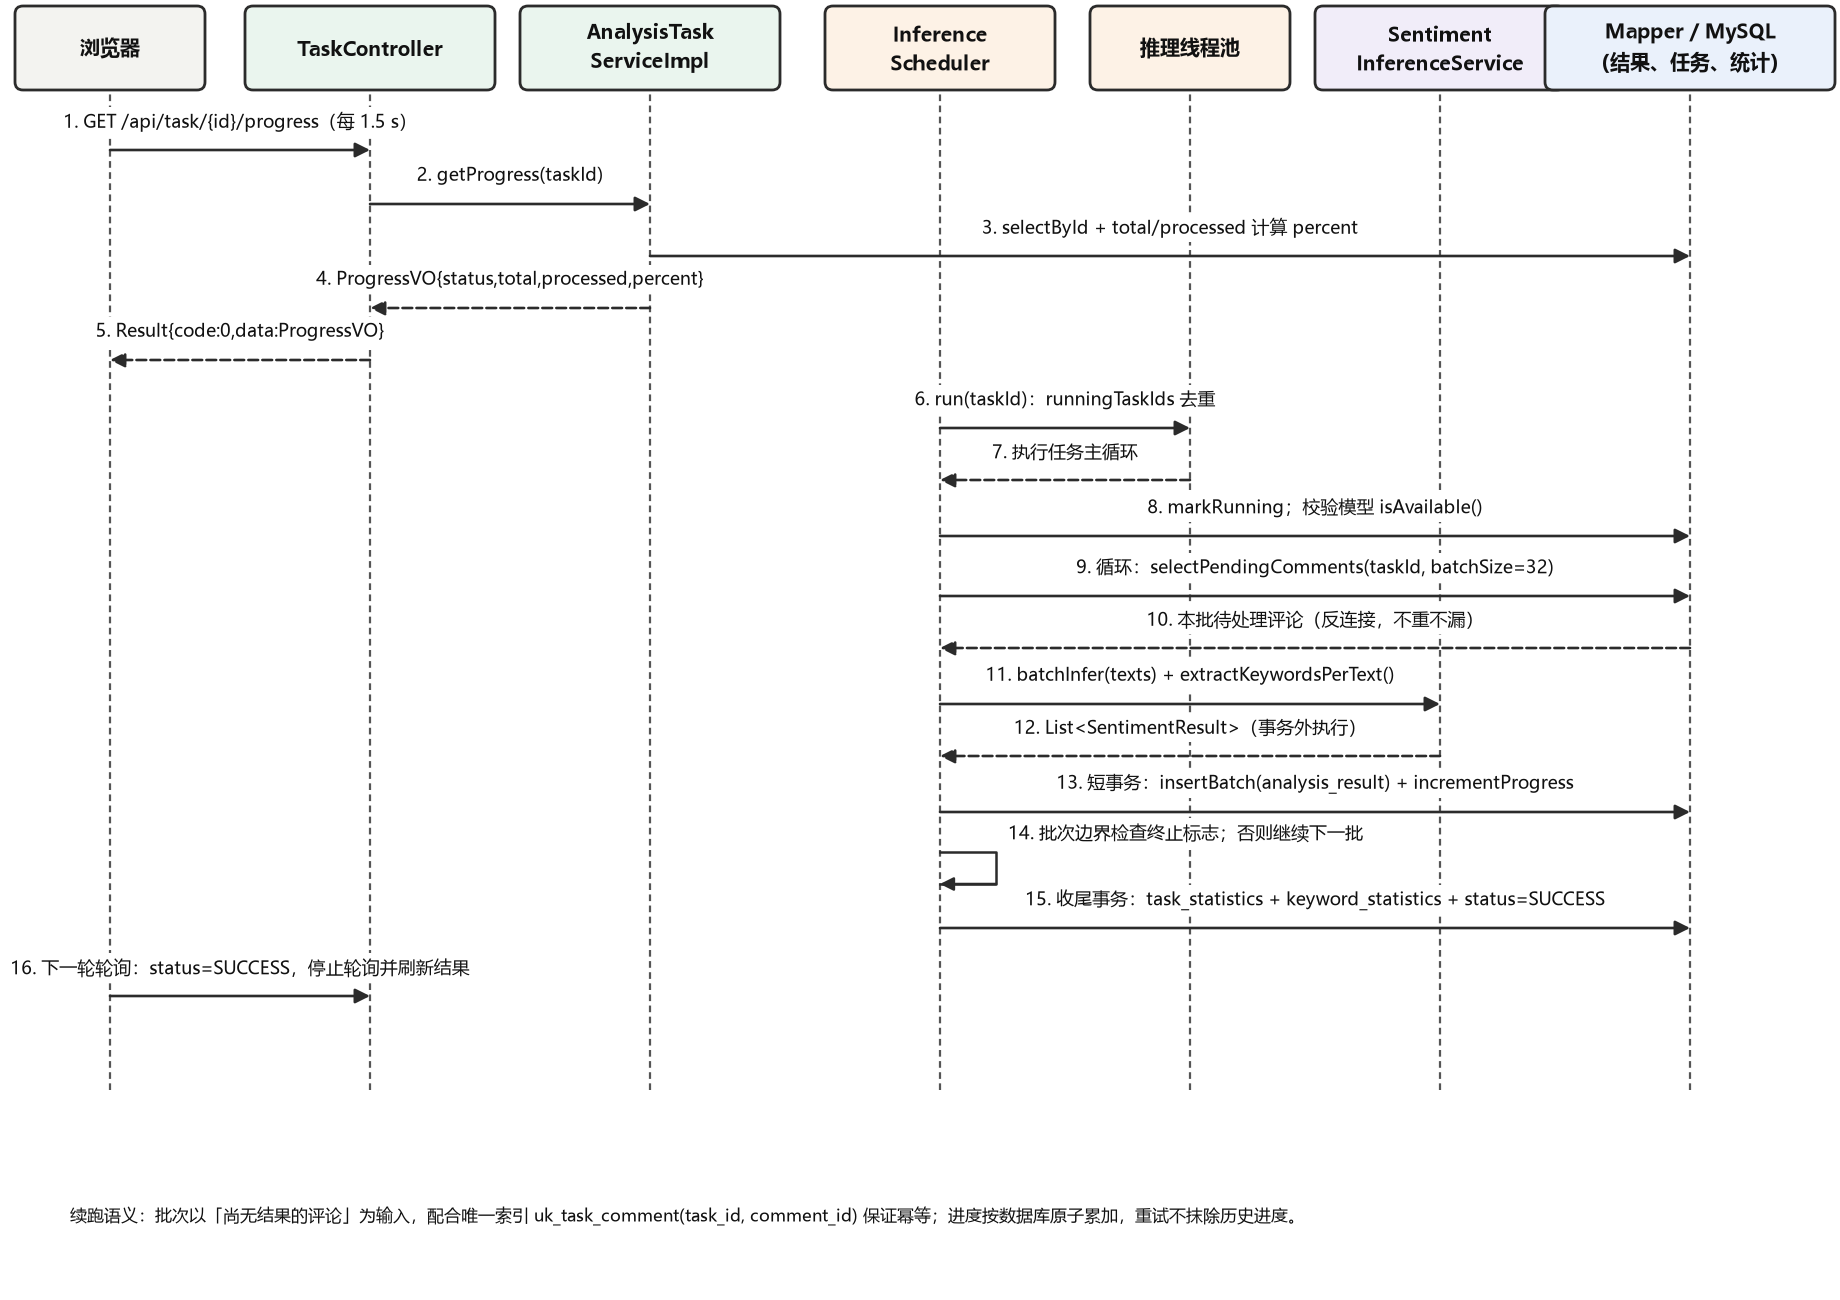 浏览器
TaskController
AnalysisTask
ServiceImpl
Inference
Scheduler
推理线程池
Sentiment
InferenceService
Mapper / MySQL
(结果、任务、统计)
1. GET /api/task/{id}/progress（每 1.5 s）
2. getProgress(taskId)
3. selectById + total/processed 计算 percent
4. ProgressVO{status,total,processed,percent}
5. Result{code:0,data:ProgressVO}
6. run(taskId)：runningTaskIds 去重
7. 执行任务主循环
8. markRunning；校验模型 isAvailable()
9. 循环：selectPendingComments(taskId, batchSize=32)
10. 本批待处理评论（反连接，不重不漏）
11. batchInfer(texts) + extractKeywordsPerText()
12. List<SentimentResult>（事务外执行）
13. 短事务：insertBatch(analysis_result) + incrementProgress
14. 批次边界检查终止标志；否则继续下一批
15. 收尾事务：task_statistics + keyword_statistics + status=SUCCESS
16. 下一轮轮询：status=SUCCESS，停止轮询并刷新结果
续跑语义：批次以「尚无结果的评论」为输入，配合唯一索引 uk_task_comment(task_id, comment_id) 保证幂等；进度按数据库原子累加，重试不抹除历史进度。